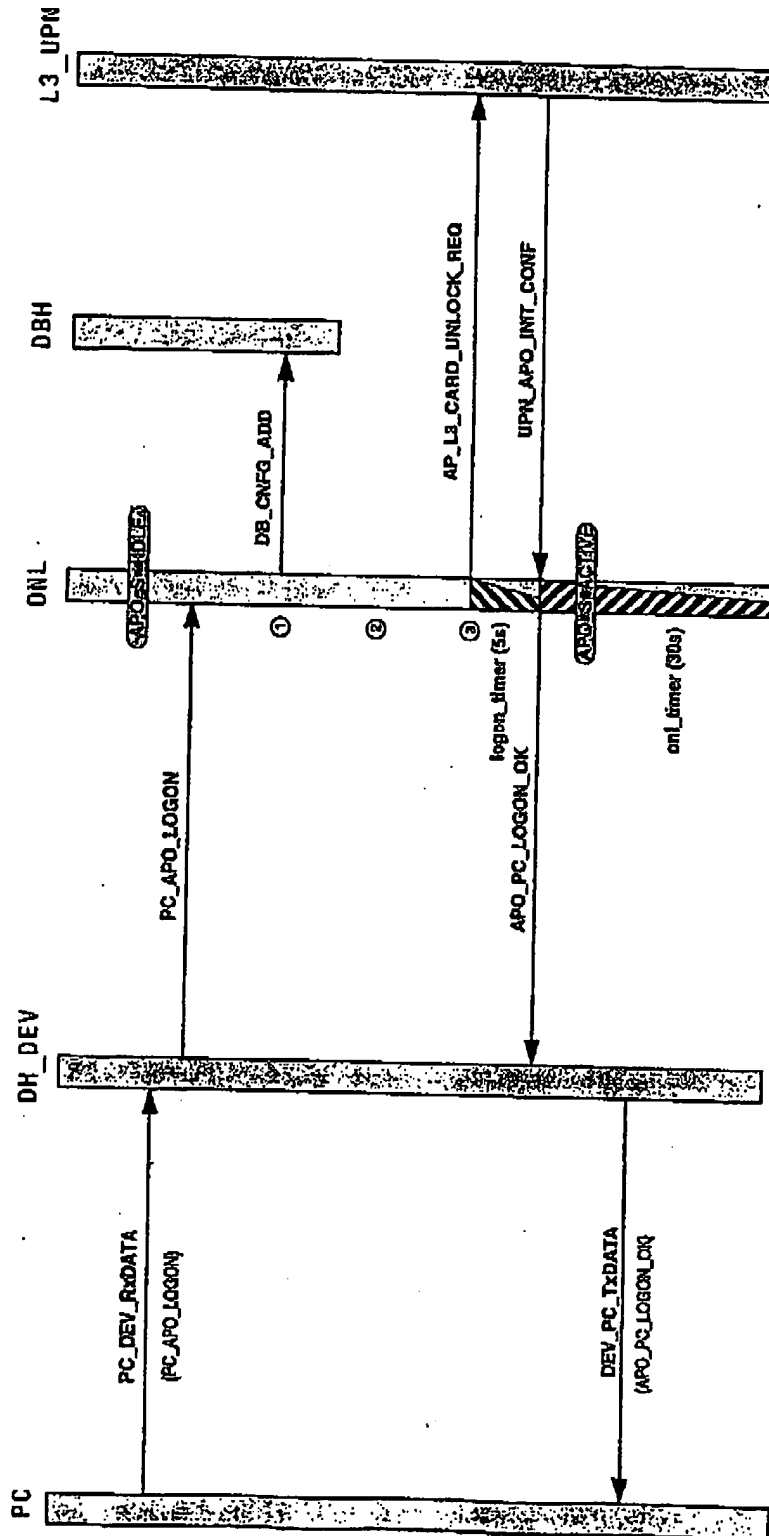 PC
DH_DEV
ONL
DBH
L3_UPN
PC_DEV_RxDATA
(PC_APO_LOGON)
PC_APO_LOGON
DB_CNFG_ADD
①
②
③
AP_L3_CARD_UNLOCK_REQ
logon_timer (5s)
UPN_APO_INIT_CONF
APO_PC_LOGON_OK
onl_timer (30s)
DEV_PC_TxDATA
(APO_PC_LOGON_OK)